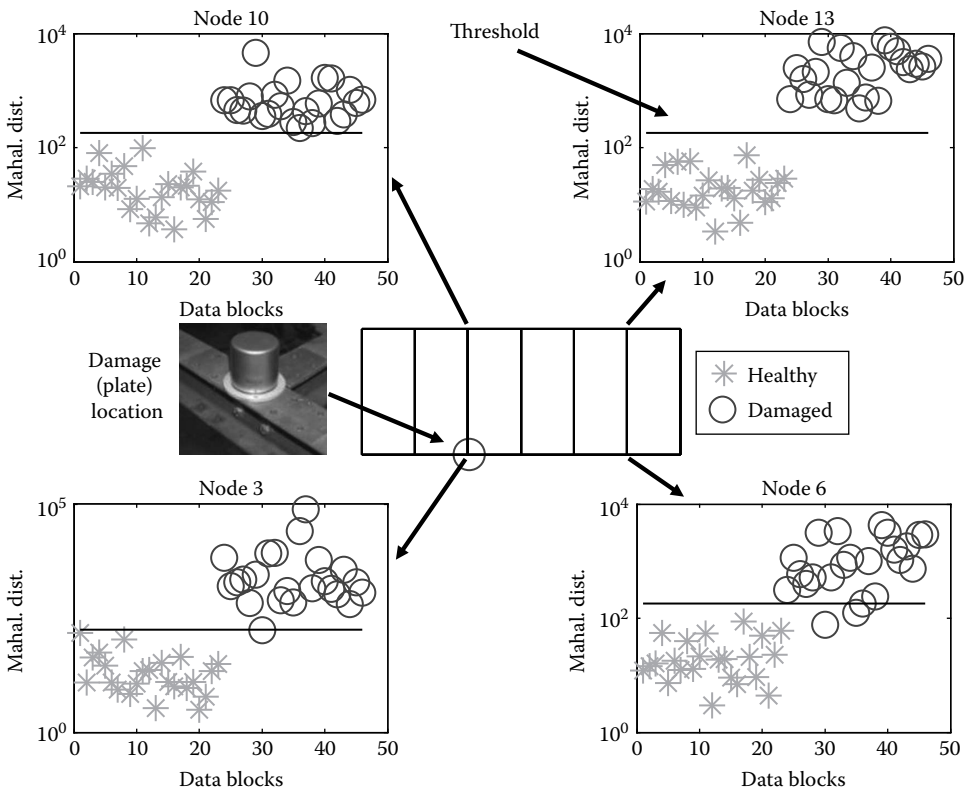 Node 10
10^4
10^2
10^0
Mahal. dist.
0 10 20 30 40 50
Data blocks
Threshold
Node 13
10^4
10^2
10^0
Mahal. dist.
0 10 20 30 40 50
Data blocks
Damage
(plate)
location
Healthy
Damaged
Node 3
10^5
10^0
Mahal. dist.
0 10 20 30 40 50
Data blocks
Node 6
10^4
10^2
10^0
Mahal. dist.
0 10 20 30 40 50
Data blocks